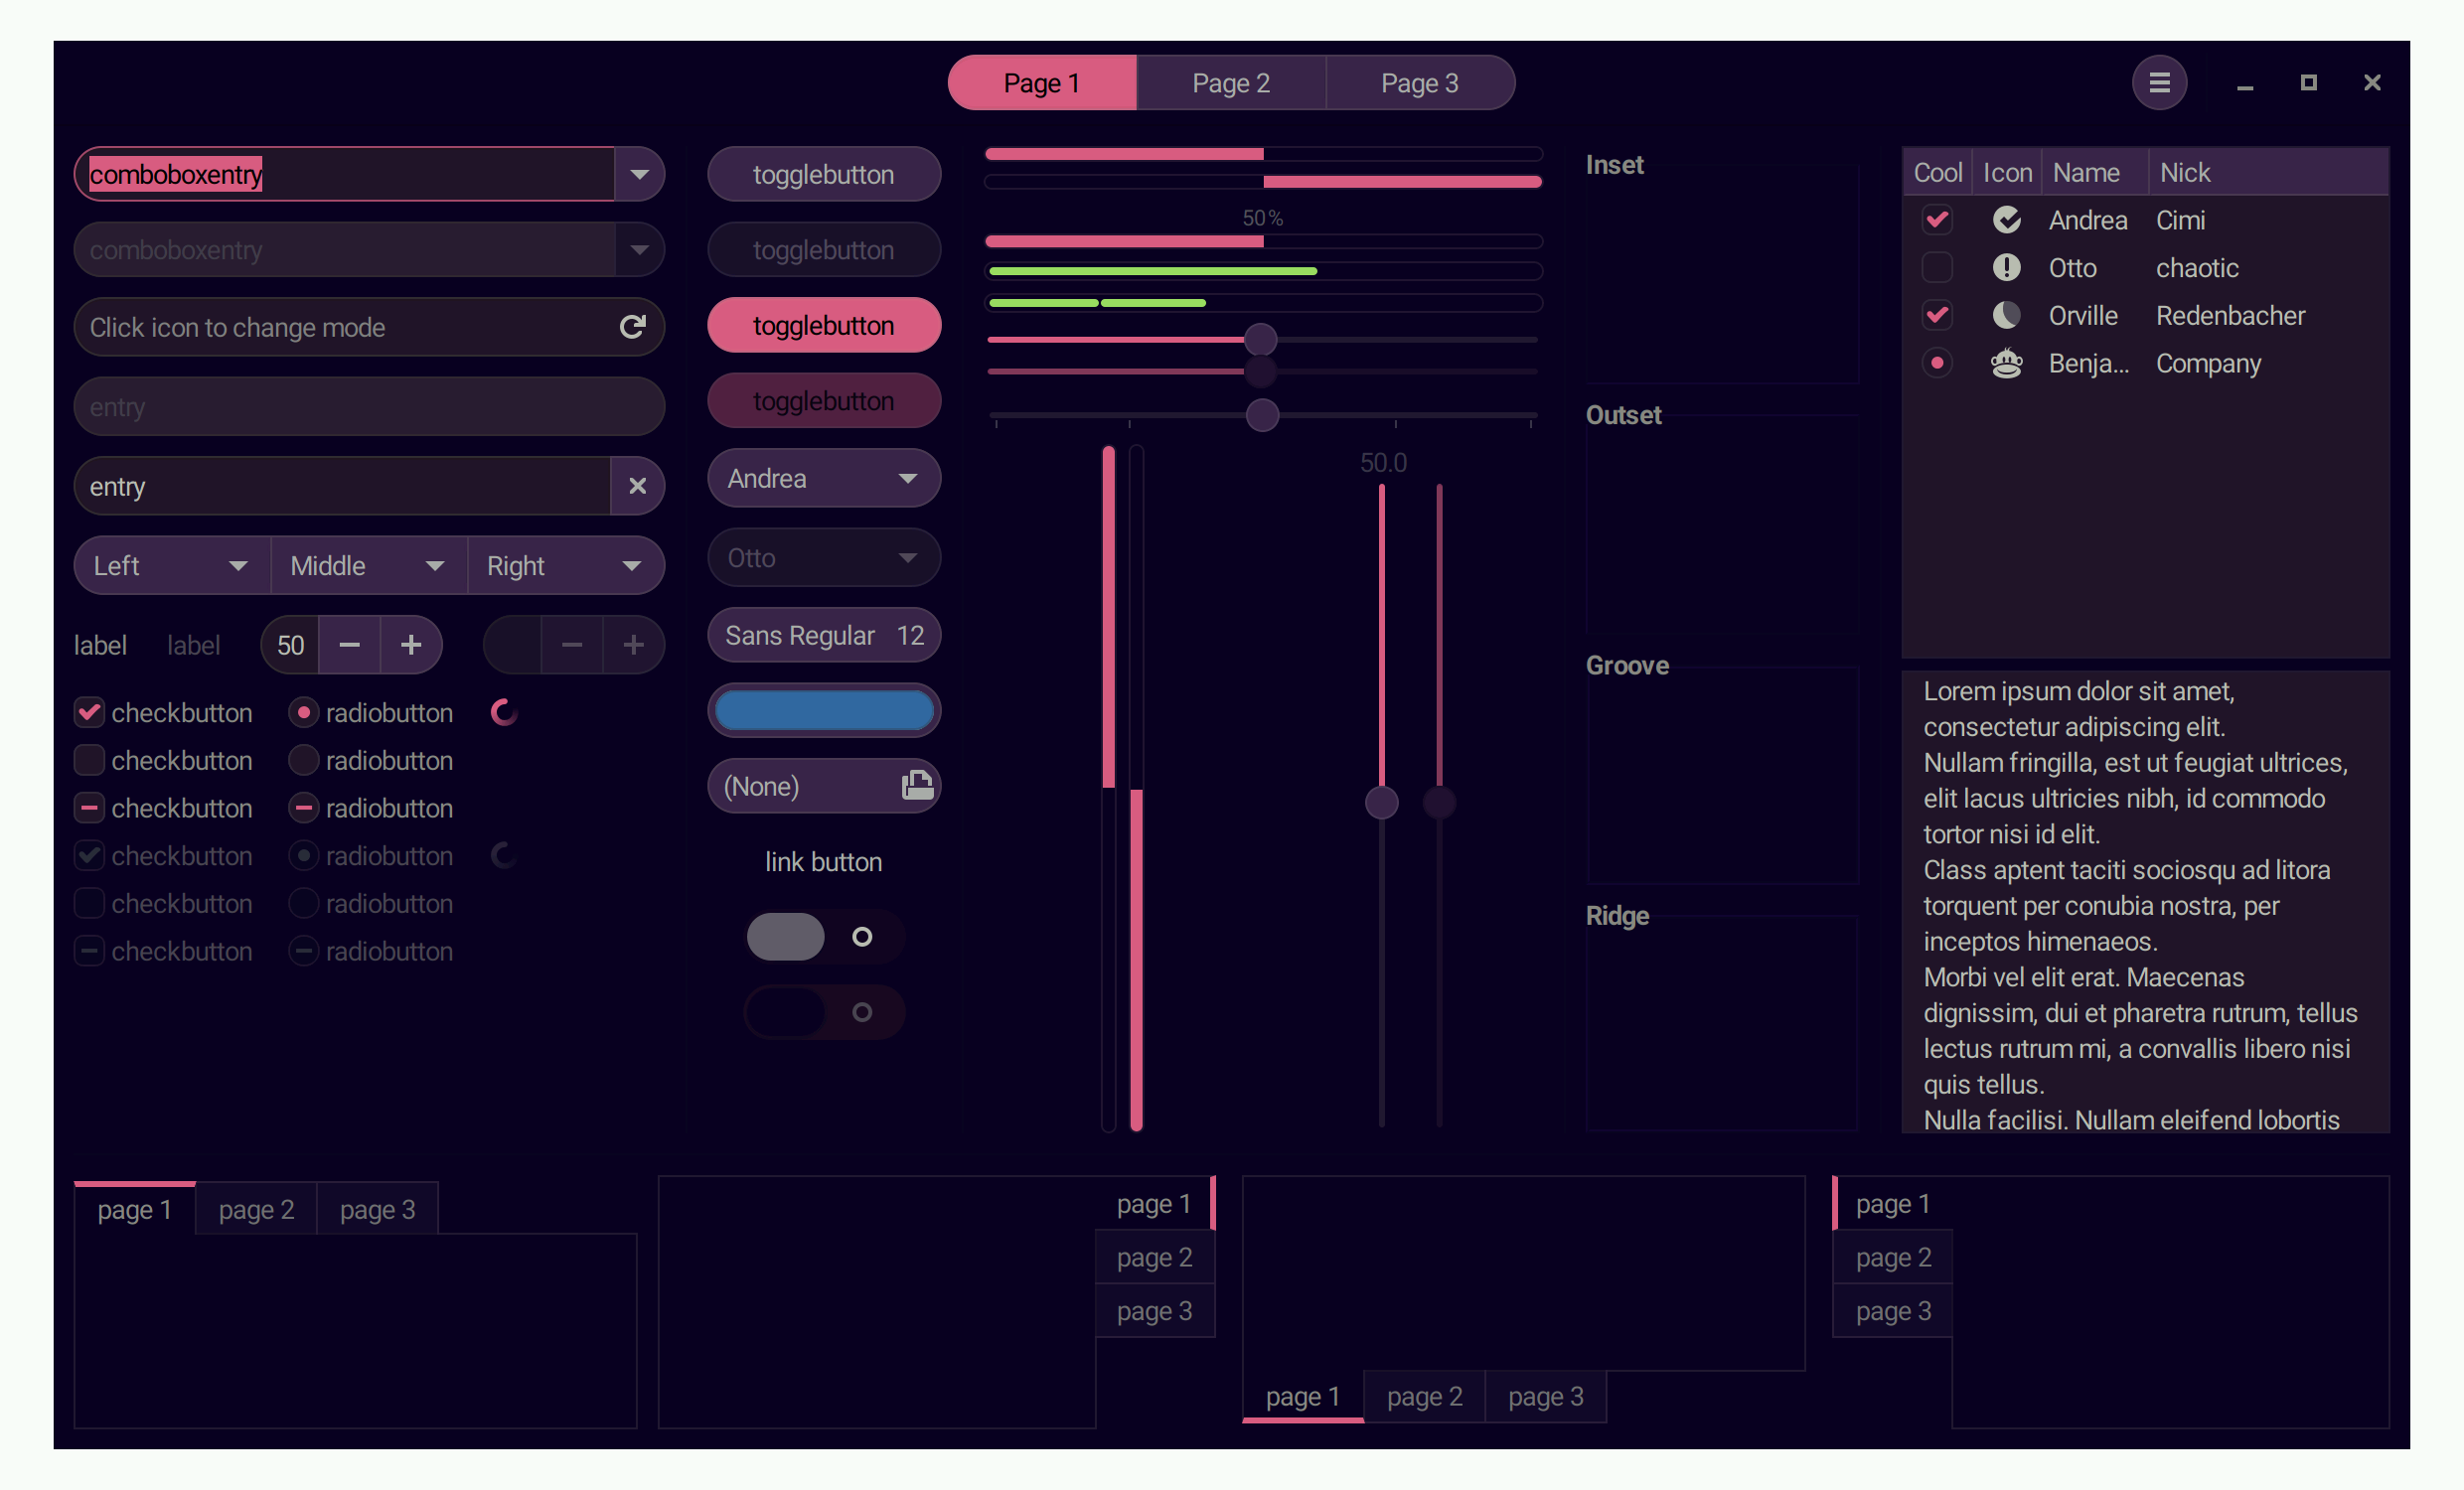 Page 1
Page 2
Page 3
comboboxentry
comboboxentry
Click icon to change mode
entry
entry
Left
Middle
Right
label
label
50
checkbutton
radiobutton
checkbutton
radiobutton
checkbutton
radiobutton
checkbutton
radiobutton
checkbutton
radiobutton
checkbutton
radiobutton
togglebutton
togglebutton
togglebutton
togglebutton
Andrea
Otto
Sans Regular 12
(None)
link button
50%
50.0
Inset
Outset
Groove
Ridge
Cool Icon Name Nick
Andrea Cimi
Otto chaotic
Orville Redenbacher
Benja... Company
Lorem ipsum dolor sit amet,
consectetur adipiscing elit.
Nullam fringilla, est ut feugiat ultrices,
elit lacus ultricies nibh, id commodo
tortor nisi id elit.
Class aptent taciti sociosqu ad litora
torquent per conubia nostra, per
inceptos himenaeos.
Morbi vel elit erat. Maecenas
dignissim, dui et pharetra rutrum, tellus
lectus rutrum mi, a convallis libero nisi
quis tellus.
Nulla facilisi. Nullam eleifend lobortis
page 1
page 2
page 3
page 1
page 2
page 3
page 1
page 2
page 3
page 1
page 2
page 3